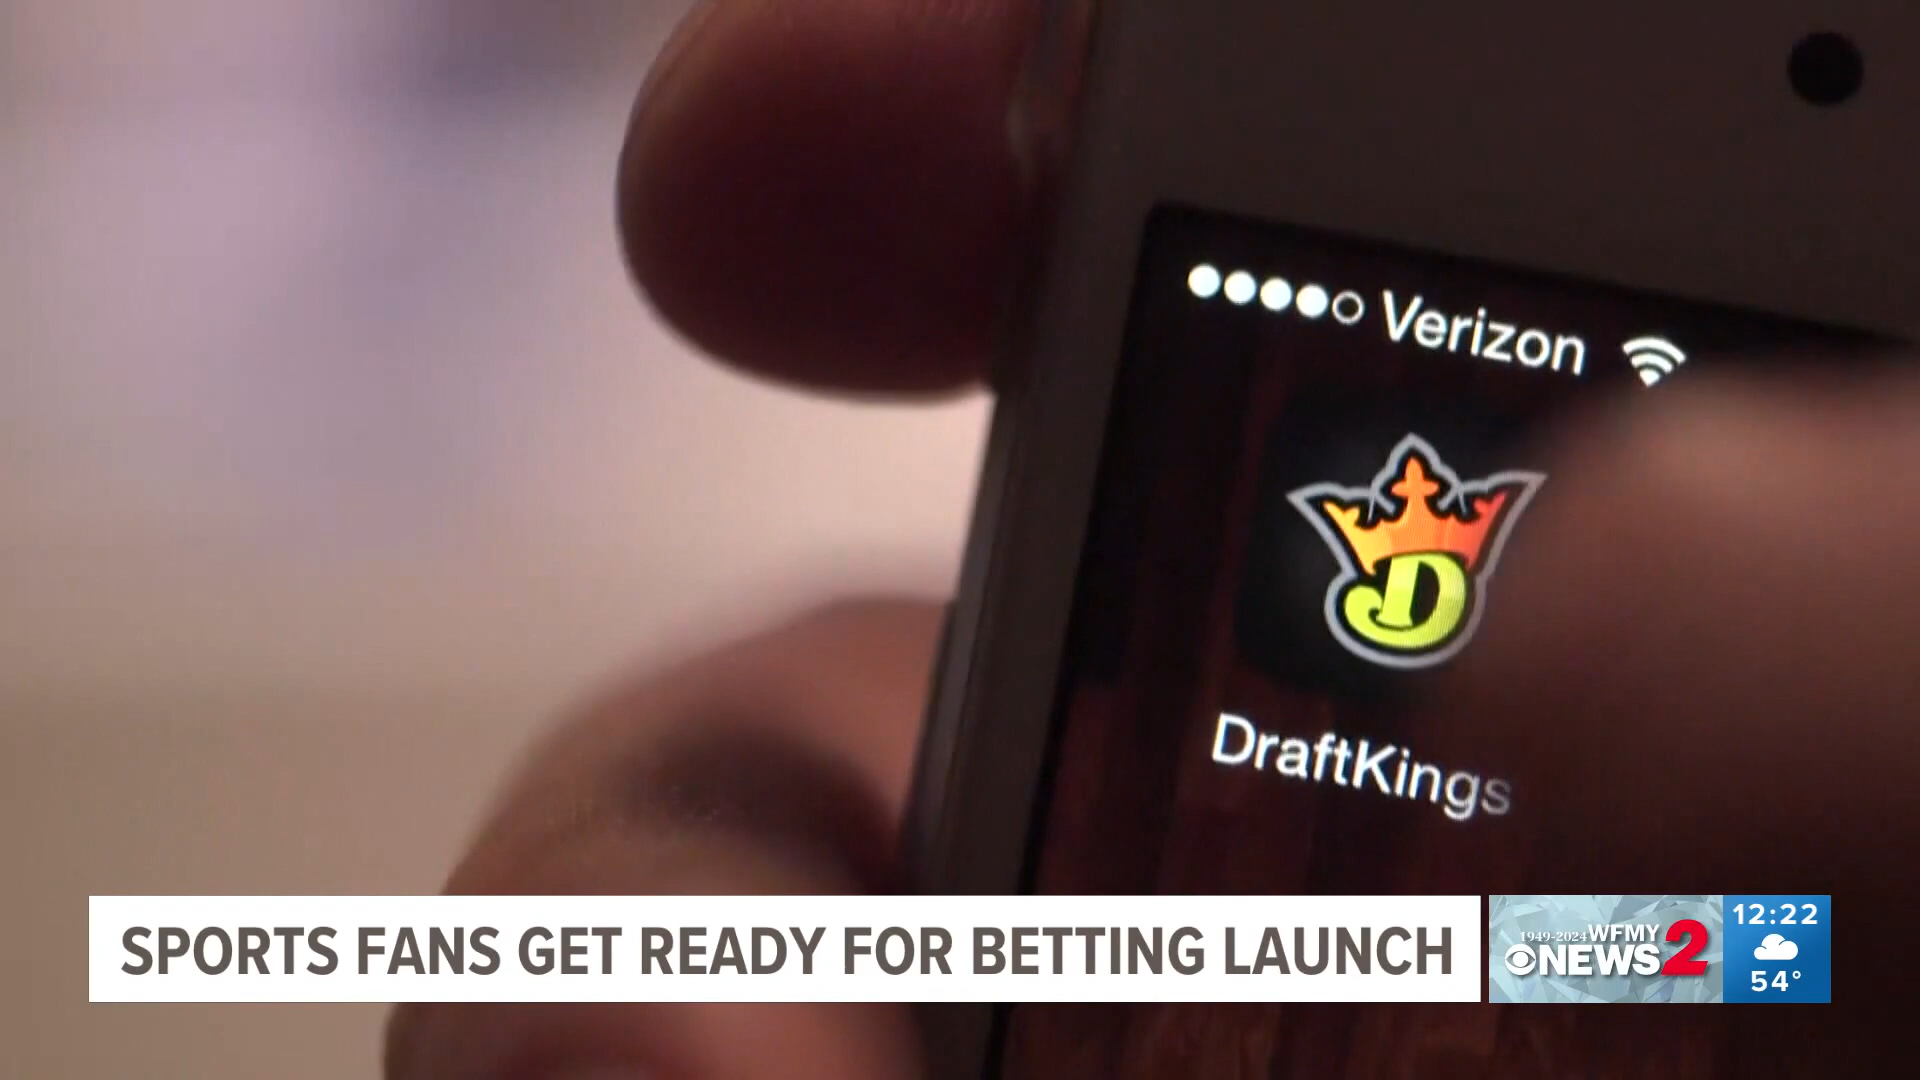 Verizon
D
DraftKings
SPORTS FANS GET READY FOR BETTING LAUNCH
1949-2024 WFMY
NEWS 2
12:22
54°